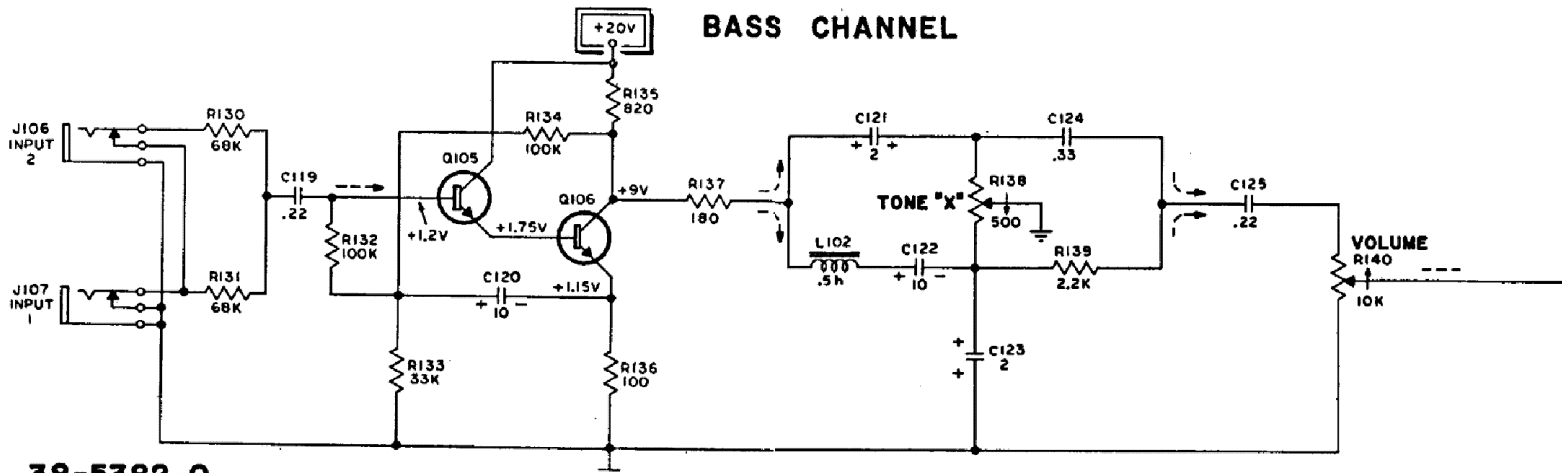 BASS CHANNEL
+20V
R135
820
R130
68K
R134
100K
J106
INPUT
2
C121
+ 2 +
C124
.33
Q105
C119
.22
Q106
+9V
R137
180
TONE "X"
R138
500
C125
.22
+1.2V
+1.75V
R132
100K
L102
.5h
C122
+ 10 -
R139
2.2K
VOLUME
R140
10K
J107
INPUT
1
R131
68K
C120
+ 10 -
+1.15V
R133
33K
R136
100
+
C123
2
+